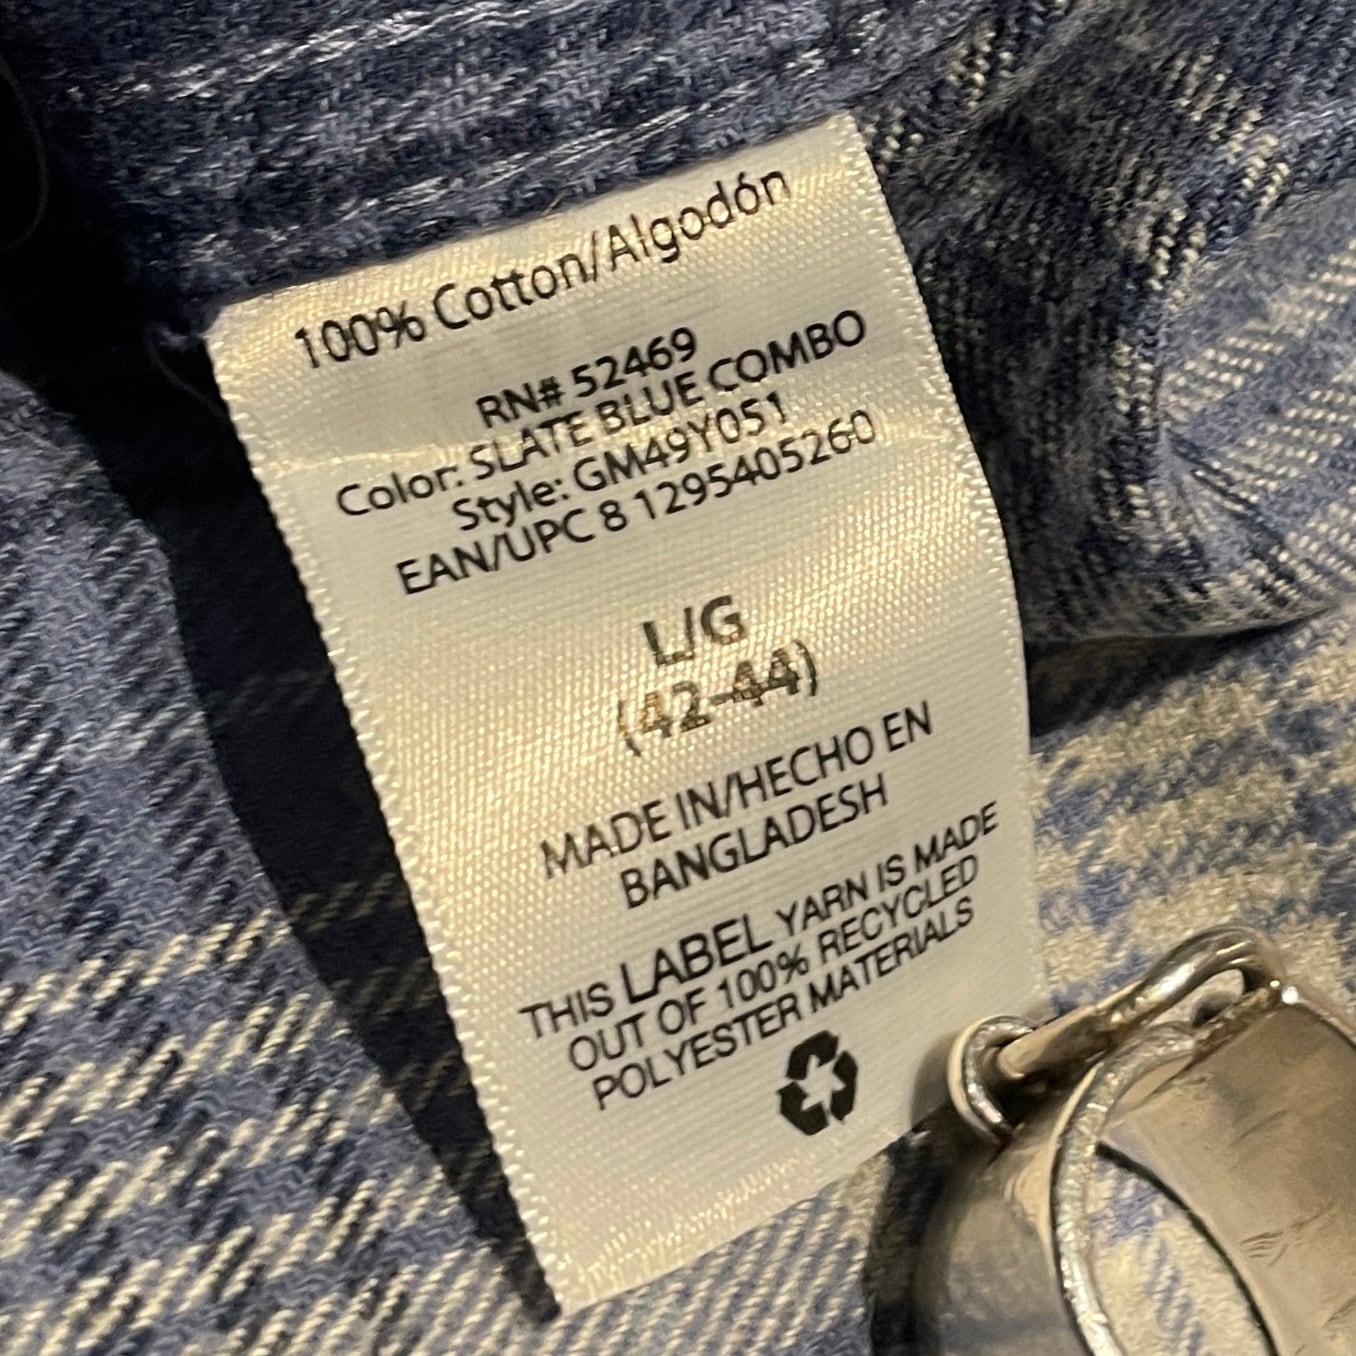 100% Cotton/Algodón
RN# 52469
Color: SLATE BLUE COMBO
Style: GM49Y051
EAN/UPC 8 1295405260
L/G
(42-44)
MADE IN/HECHO EN
BANGLADESH
THIS LABEL YARN IS MADE
OUT OF 100% RECYCLED
POLYESTER MATERIALS